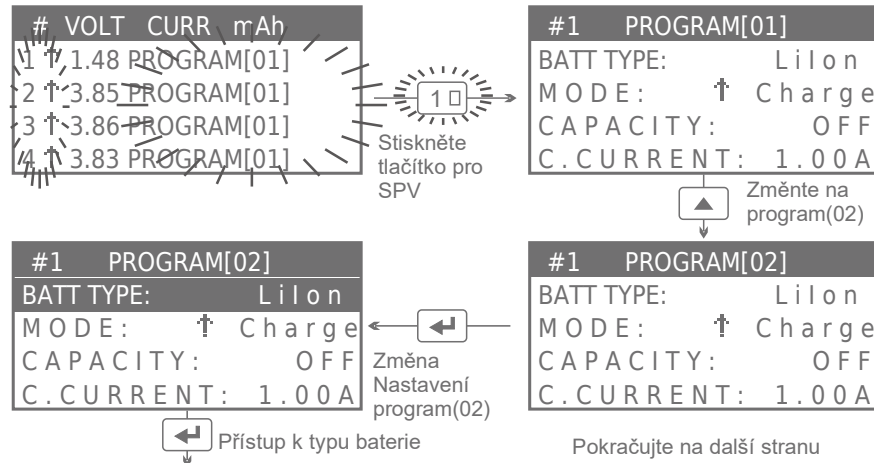 # VOLT CURR mAh
1 1.48 PROGRAM[01]
2 3.85 PROGRAM[01]
3 3.86 PROGRAM[01]
4 3.83 PROGRAM[01]
1
Stiskněte
tlačítko pro
SPV
#1 PROGRAM[01]
BATT TYPE: LiIon
MODE: Charge
CAPACITY: OFF
C.CURRENT: 1.00A
Změnte na
program(02)
#1 PROGRAM[02]
BATT TYPE: LiIon
MODE: Charge
CAPACITY: OFF
C.CURRENT: 1.00A
Změna
Nastavení
program(02)
#1 PROGRAM[02]
BATT TYPE: LiIon
MODE: Charge
CAPACITY: OFF
C.CURRENT: 1.00A
Přístup k typu baterie
Pokračujte na další stranu